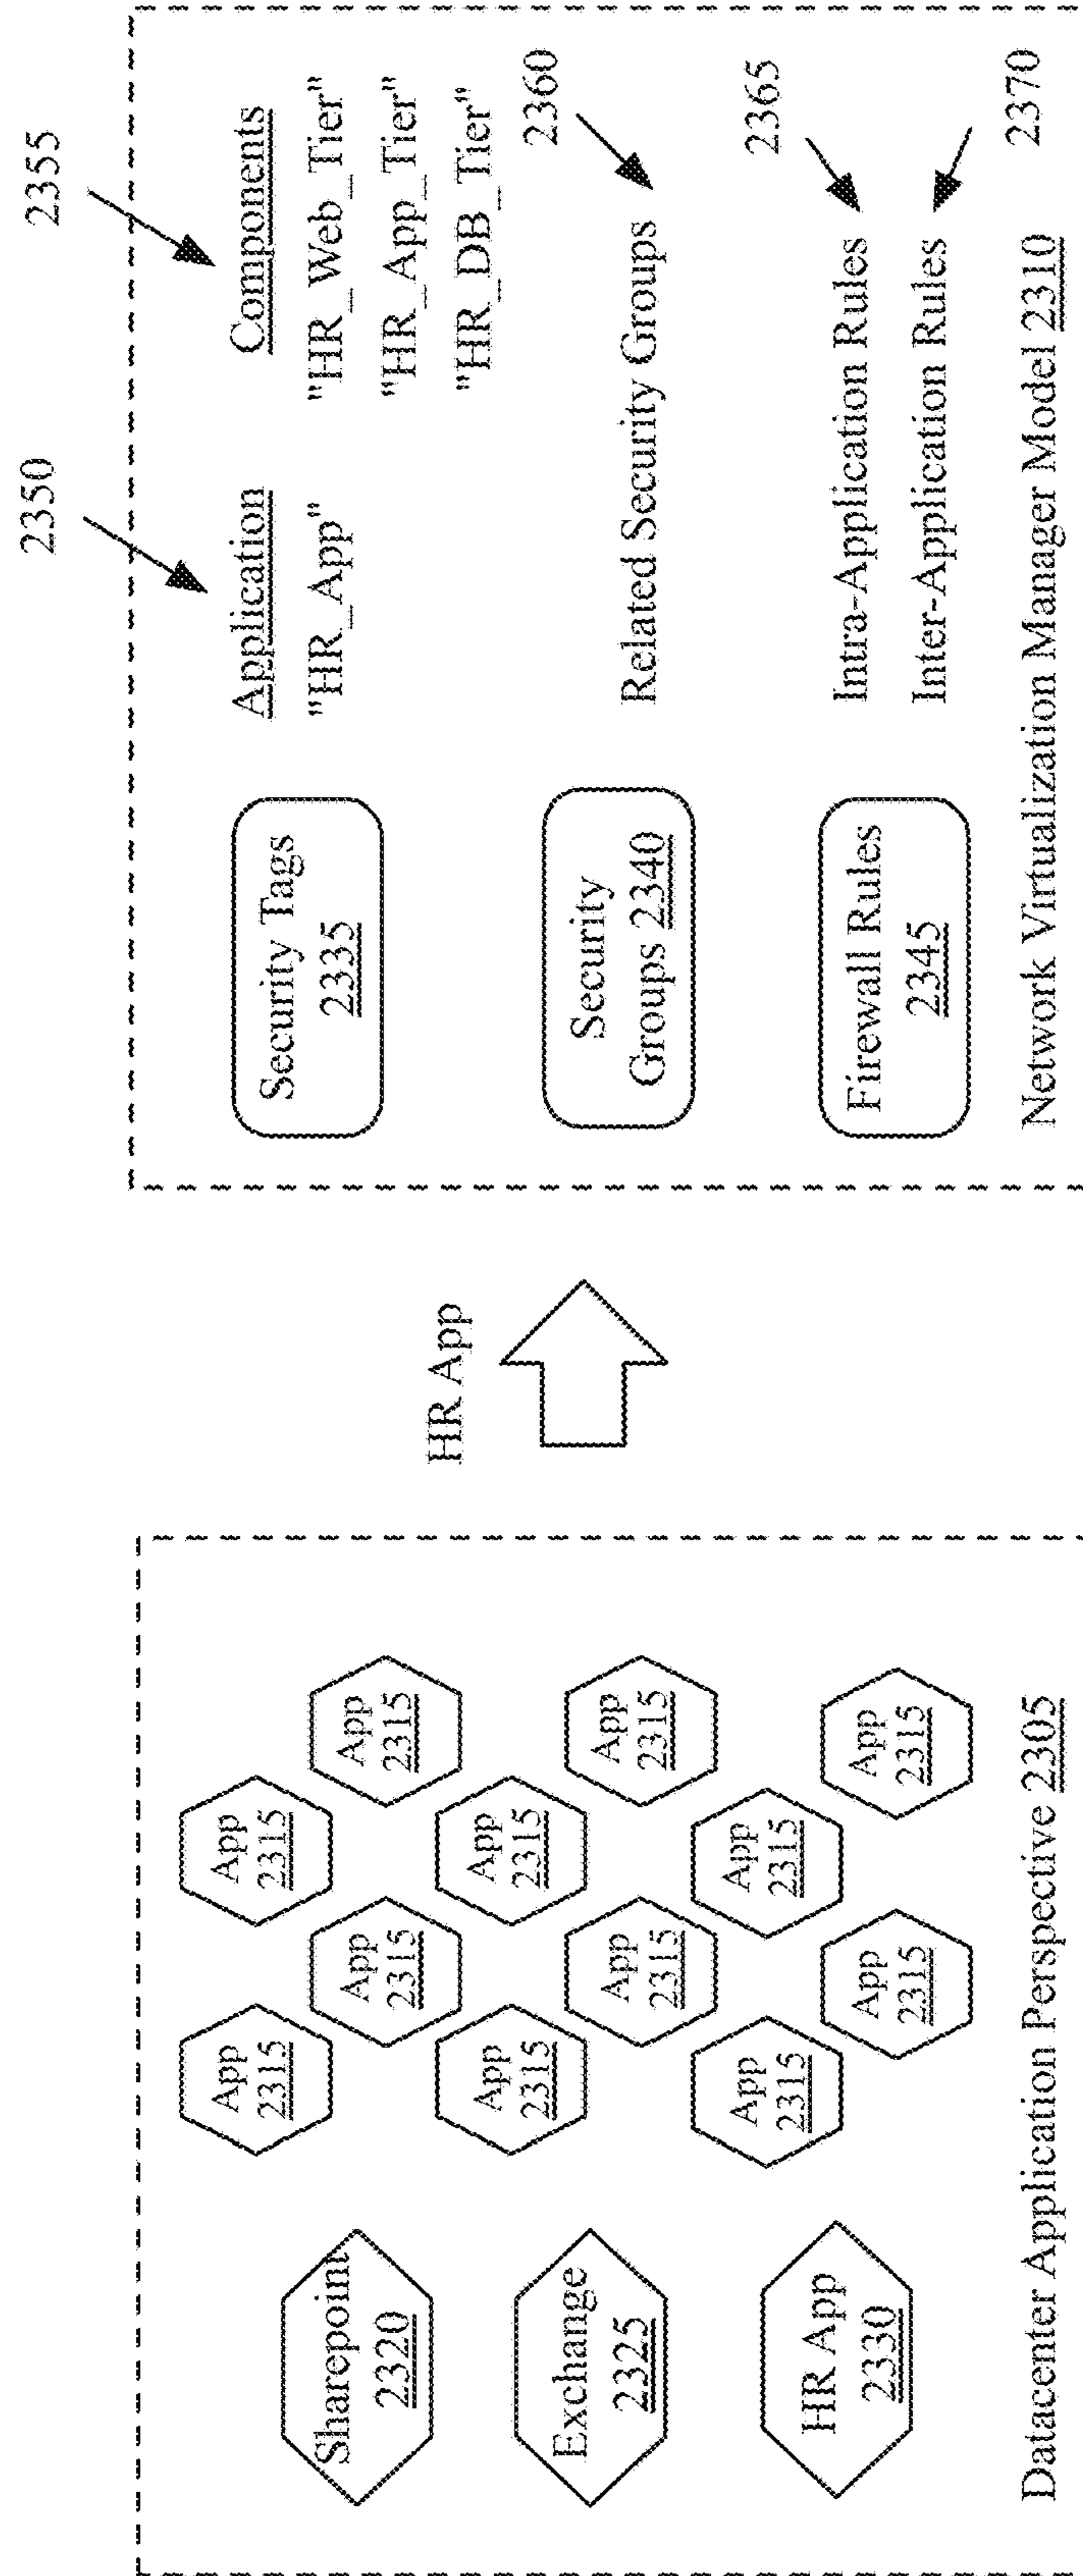 Sharepoint
2320
Exchange
2325
HR App
2330
App
2315
App
2315
App
2315
App
2315
App
2315
App
2315
App
2315
App
2315
App
2315
App
2315
App
2315
App
2315
Datacenter Application Perspective 2305
HR App
2350
2355
Security Tags
2335
Application
"HR_App"
Components
"HR_Web_Tier"
"HR_App_Tier"
"HR_DB_Tier"
2360
Security
Groups 2340
Related Security Groups
2365
Firewall Rules
2345
Intra-Application Rules
Inter-Application Rules
2370
Network Virtualization Manager Model 2310